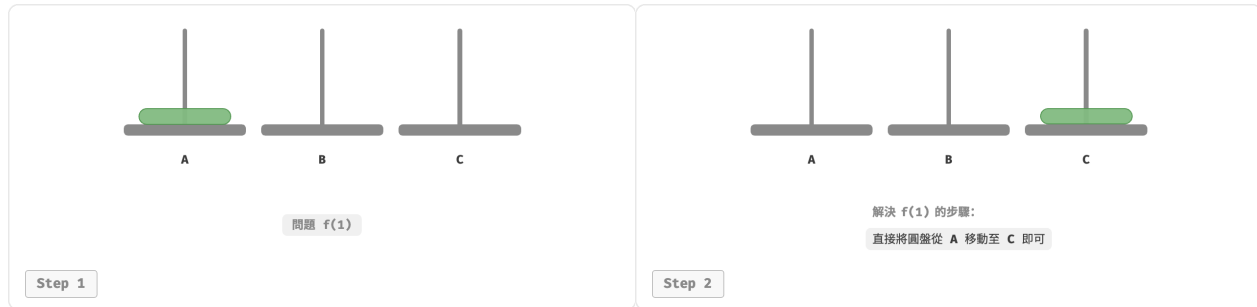 A B C
問題 f(1)
Step 1
A B C
解決 f(1) 的步驟：
直接將圓盤從 A 移動至 C 即可
Step 2